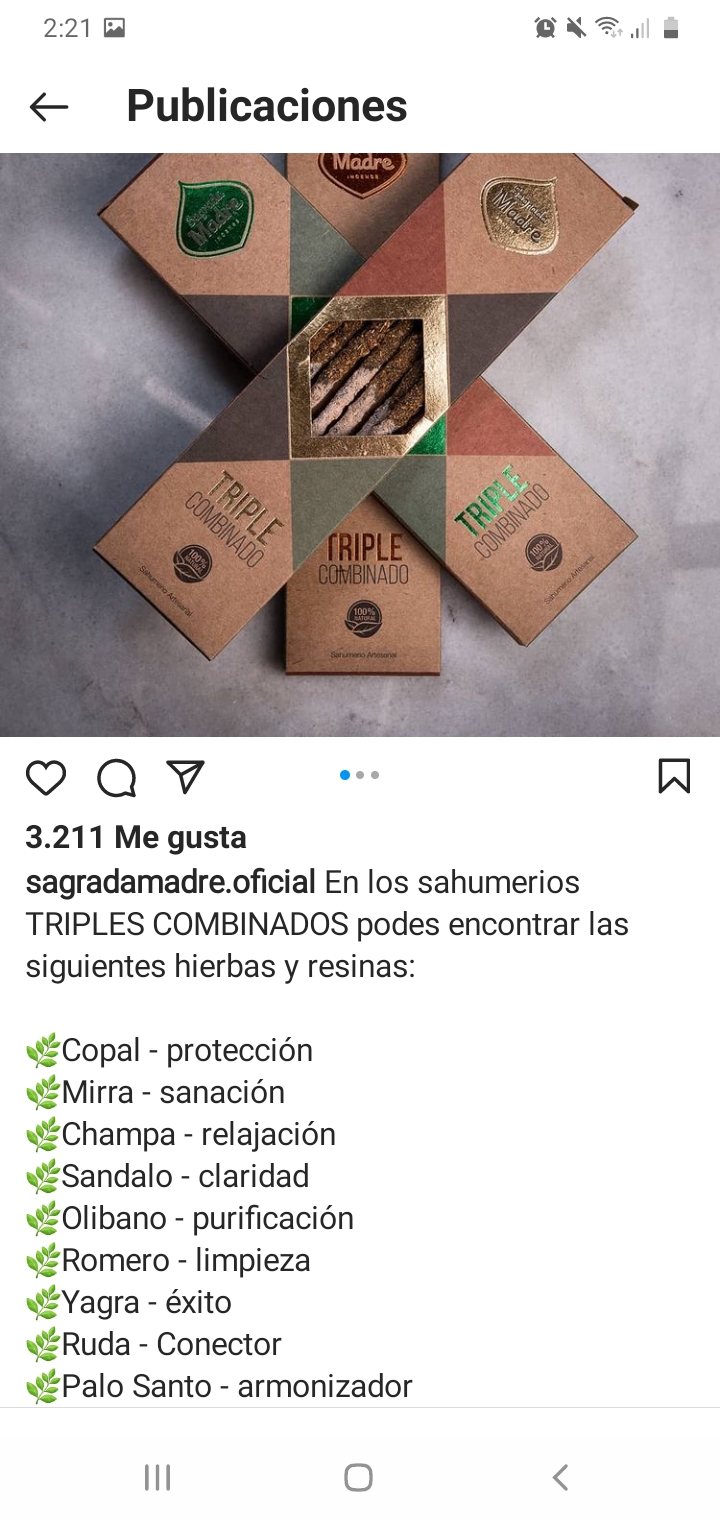 2:21
Publicaciones
Sagrada
Madre
INCENSE
Madre
INCENSE
Sagrada
Madre
TRIPLE
COMBINADO
100%
Sahumerio Artesanal
TRIPLE
COMBINADO
100%
NATURAL
Sahumerio Artesanal
TRIPLE
COMBINADO
100%
Sahumerio Artesanal
3.211 Me gusta
sagradamadre.oficial En los sahumerios
TRIPLES COMBINADOS podes encontrar las
siguientes hierbas y resinas:
🌿Copal - protección
🌿Mirra - sanación
🌿Champa - relajación
🌿Sandalo - claridad
🌿Olibano - purificación
🌿Romero - limpieza
🌿Yagra - éxito
🌿Ruda - Conector
🌿Palo Santo - armonizador